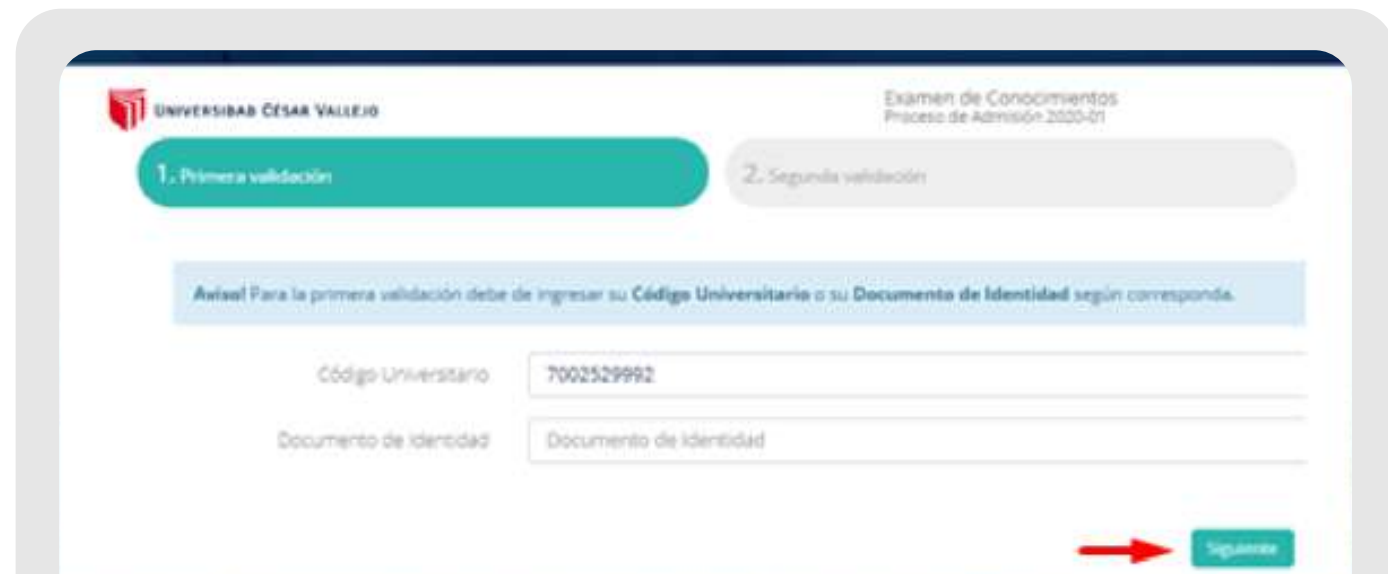 UNIVERSIDAD CÉSAR VALLEJO
Examen de Conocimientos
Proceso de Admisión 2020-01
1. Primera validación
2. Segunda validación
Aviso! Para la primera validación debe de ingresar su Código Universitario o su Documento de Identidad según corresponda.
Código Universitario
7002529992
Documento de Identidad
Documento de Identidad
Siguiente